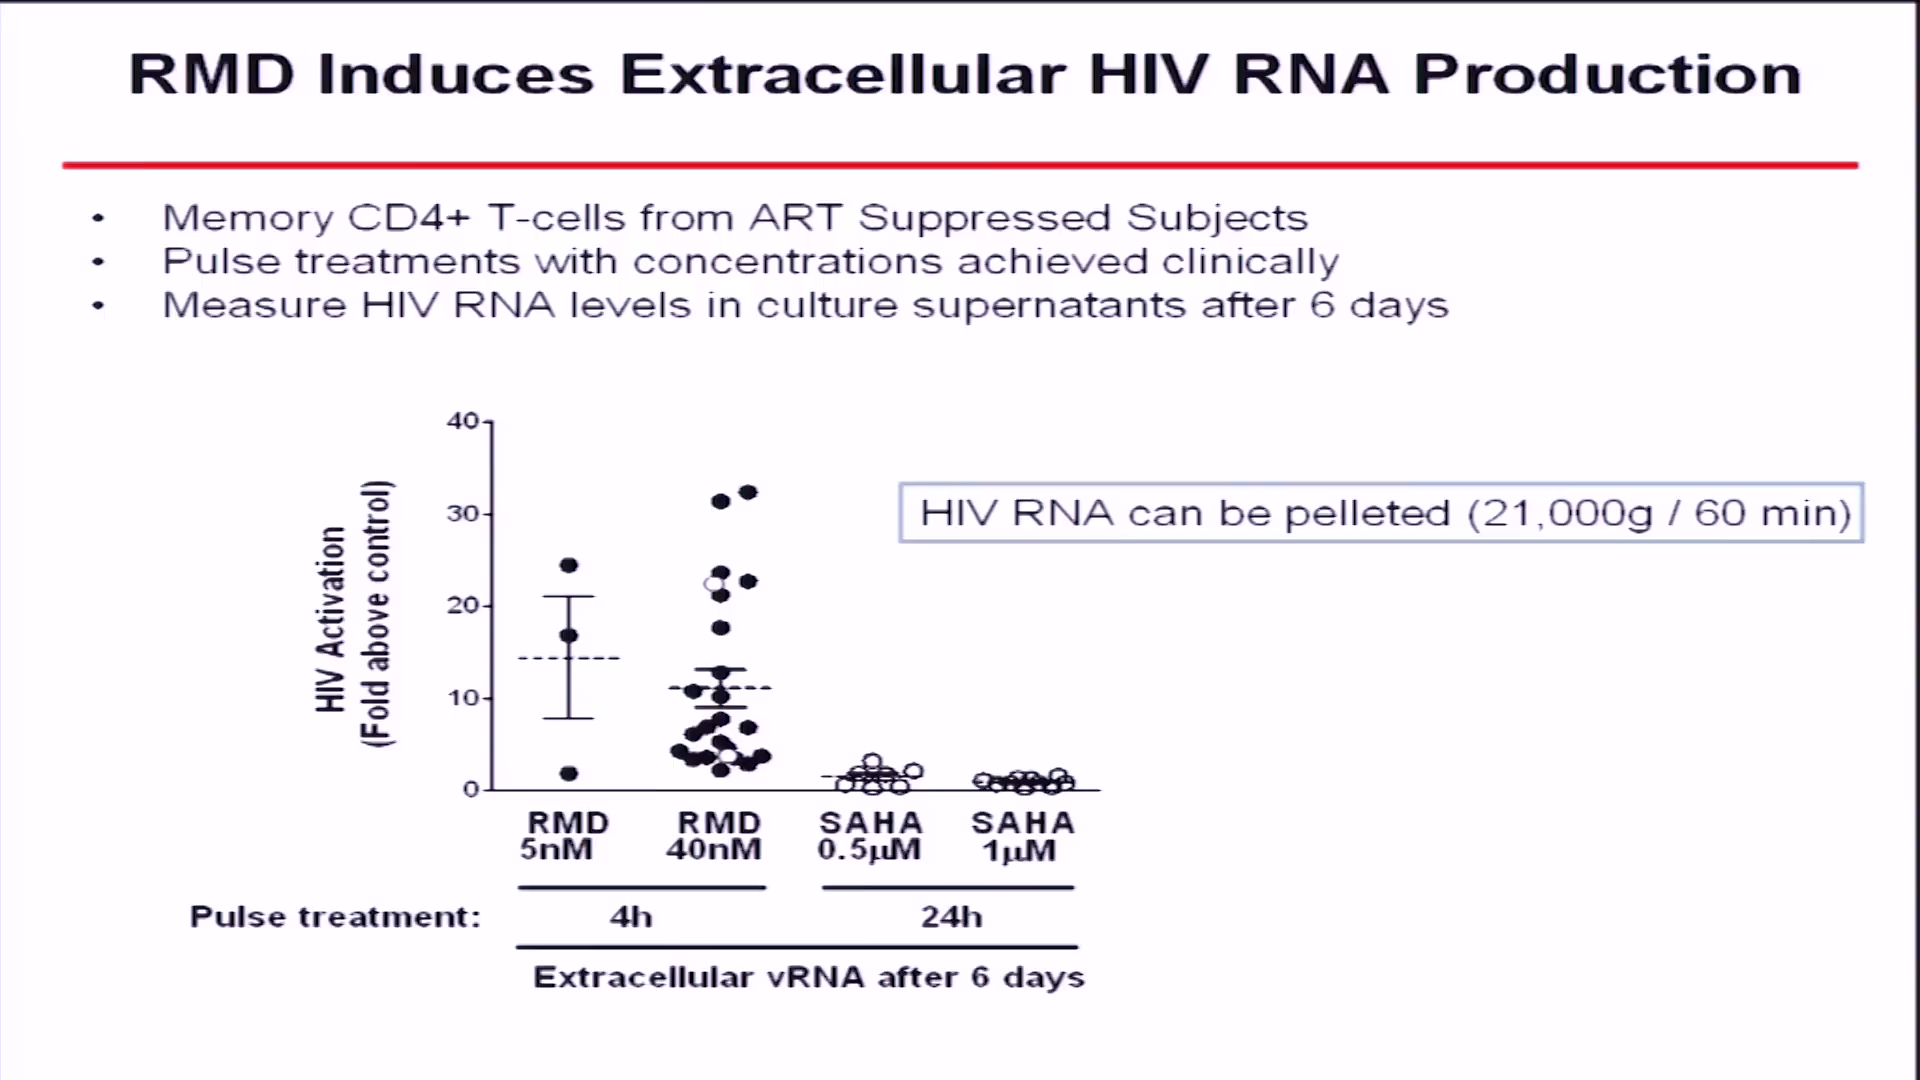 RMD Induces Extracellular HIV RNA Production
• Memory CD4+ T-cells from ART Suppressed Subjects
• Pulse treatments with concentrations achieved clinically
• Measure HIV RNA levels in culture supernatants after 6 days
HIV Activation
(Fold above control)
40
30
20
10
0
HIV RNA can be pelleted (21,000g / 60 min)
RMD RMD SAHA SAHA
5nM 40nM 0.5µM 1µM
Pulse treatment: 4h 24h
Extracellular vRNA after 6 days